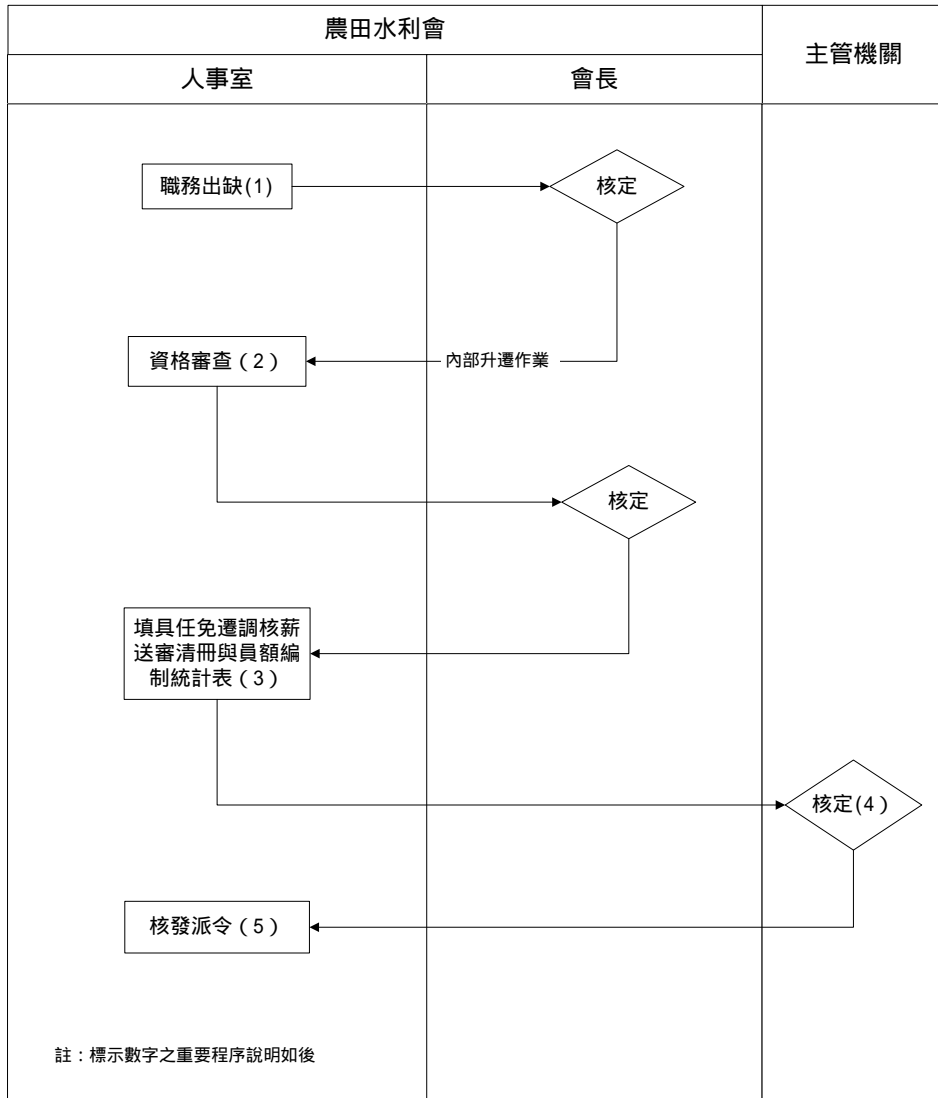 農田水利會
主管機關
人事室
會長
職務出缺(1)
核定
資格審查（2）
內部升遷作業
核定
填具任免遷調核薪
送審清冊與員額編
制統計表（3）
核定(4）
核發派令（5）
註：標示數字之重要程序說明如後